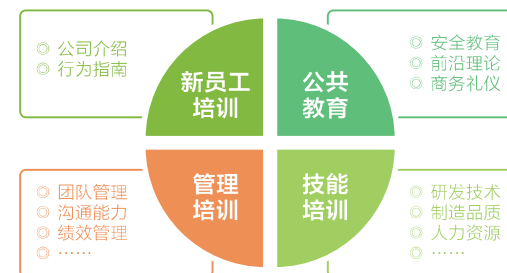 ◎ 公司介绍
◎ 行为指南
新员工
培训
公共
教育
◎ 安全教育
◎ 前沿理论
◎ 商务礼仪
◎ 团队管理
◎ 沟通能力
◎ 绩效管理
◎ ……
管理
培训
技能
培训
◎ 研发技术
◎ 制造品质
◎ 人力资源
◎ ……